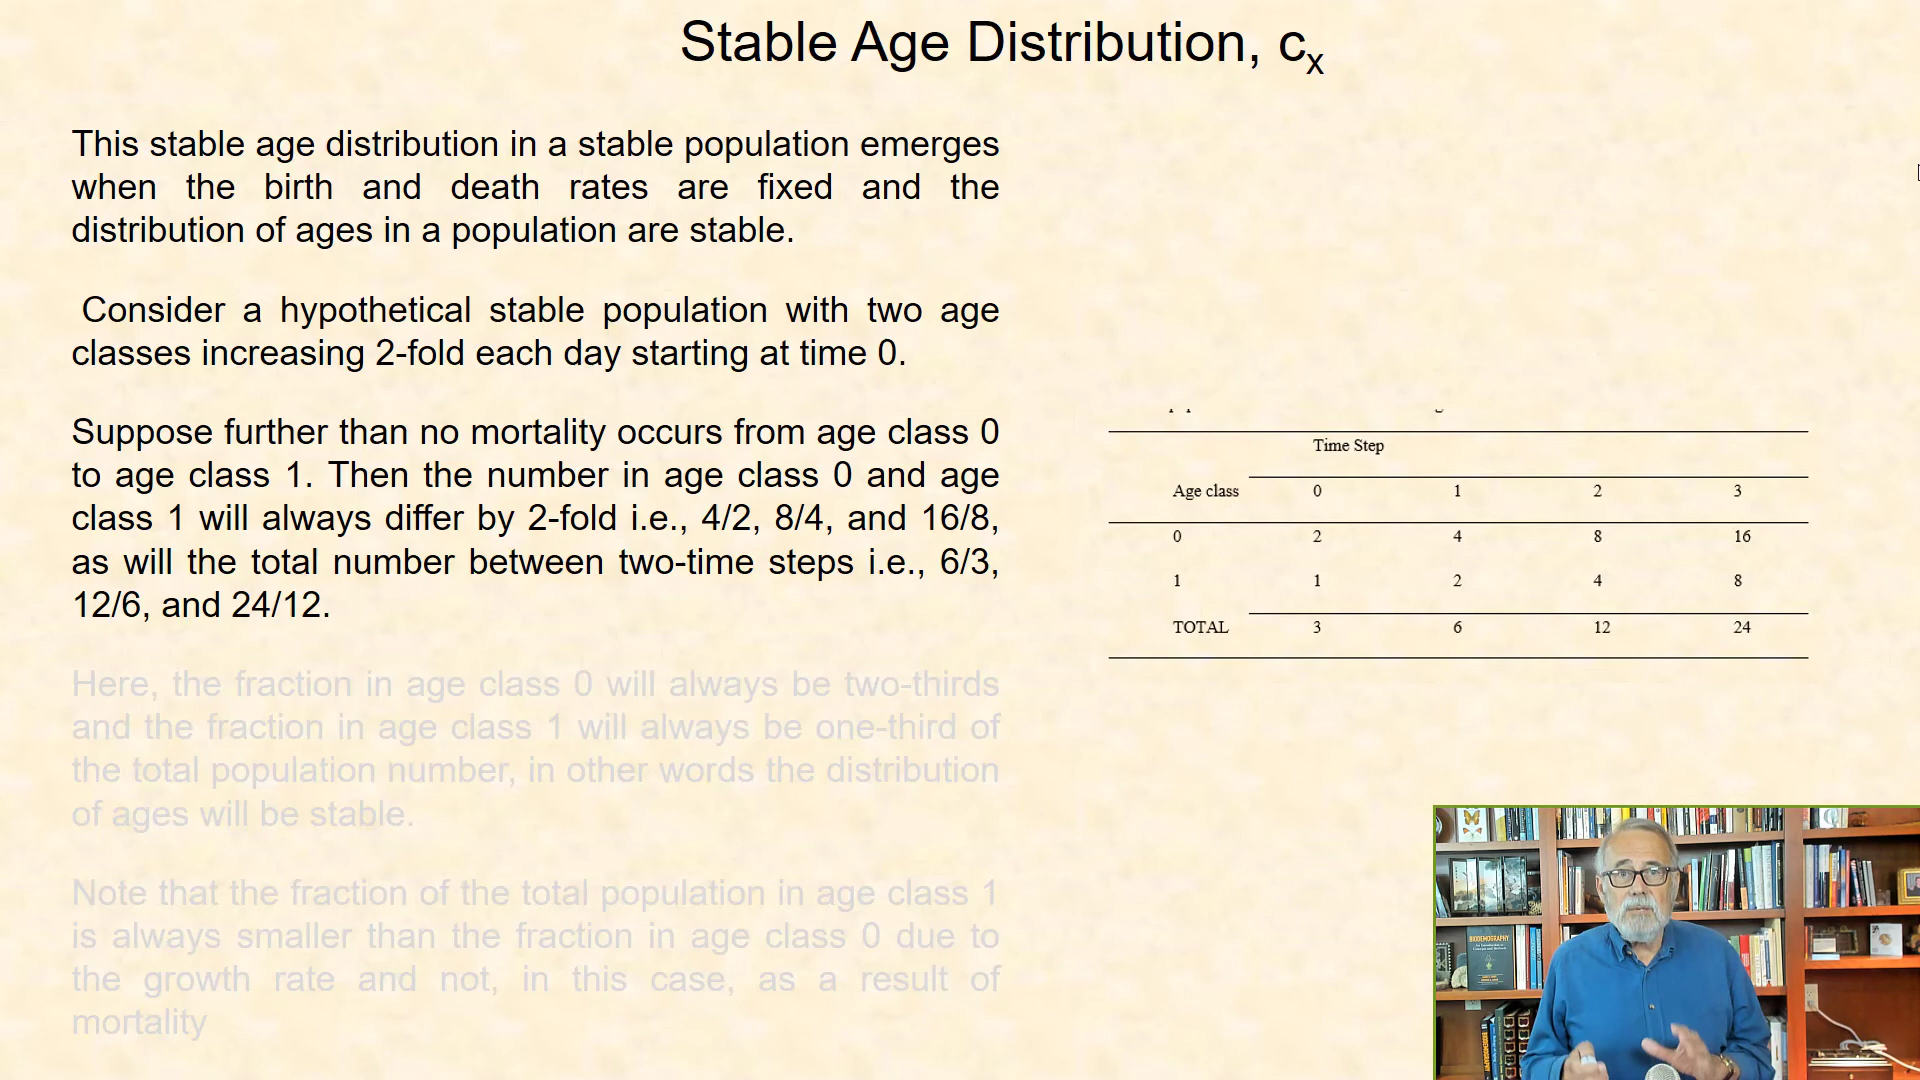 Stable Age Distribution, cx
This stable age distribution in a stable population emerges
when the birth and death rates are fixed and the
distribution of ages in a population are stable.
Consider a hypothetical stable population with two age
classes increasing 2-fold each day starting at time 0.
Suppose further than no mortality occurs from age class 0
to age class 1. Then the number in age class 0 and age
class 1 will always differ by 2-fold i.e., 4/2, 8/4, and 16/8,
as will the total number between two-time steps i.e., 6/3,
12/6, and 24/12.
Here, the fraction in age class 0 will always be two-thirds
and the fraction in age class 1 will always be one-third of
the total population number, in other words the distribution
of ages will be stable.
Note that the fraction of the total population in age class 1
is always smaller than the fraction in age class 0 due to
the growth rate and not, in this case, as a result of
mortality
Time Step
Age class 0 1 2 3
0 2 4 8 16
1 1 2 4 8
TOTAL 3 6 12 24
BIODEMOGRAPHY